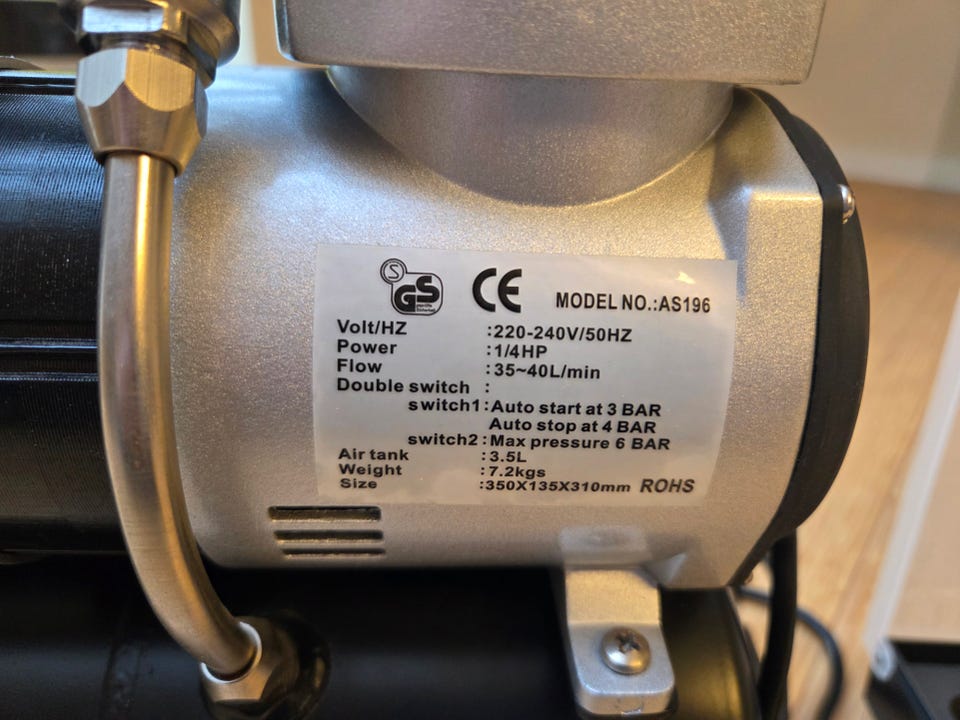 S
GS
CE
MODEL NO.:AS196
Volt/HZ :220-240V/50HZ
Power :1/4HP
Flow :35~40L/min
Double switch :
switch1:Auto start at 3 BAR
Auto stop at 4 BAR
switch2:Max pressure 6 BAR
Air tank :3.5L
Weight :7.2kgs
Size :350X135X310mm ROHS